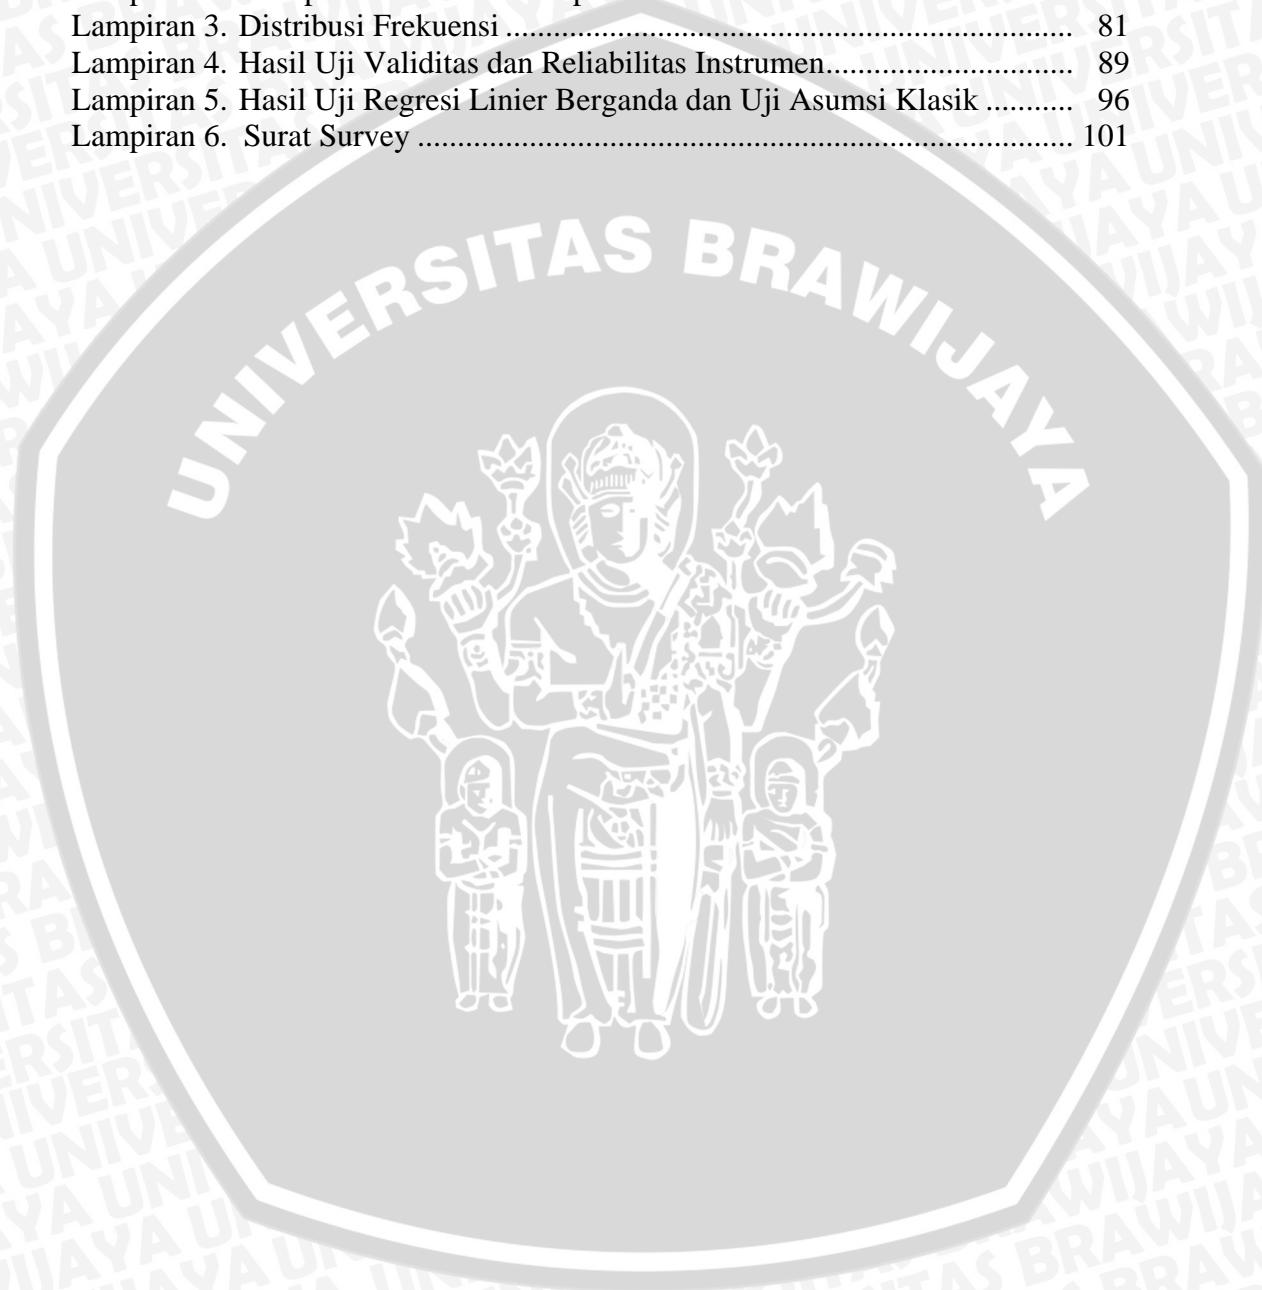 Lampiran 3. Distribusi Frekuensi ........................................................................ 81
Lampiran 4. Hasil Uji Validitas dan Reliabilitas Instrumen............................... 89
Lampiran 5. Hasil Uji Regresi Linier Berganda dan Uji Asumsi Klasik ........... 96
Lampiran 6. Surat Survey ................................................................................... 101
UNIVERSITAS BRAWIJAYA